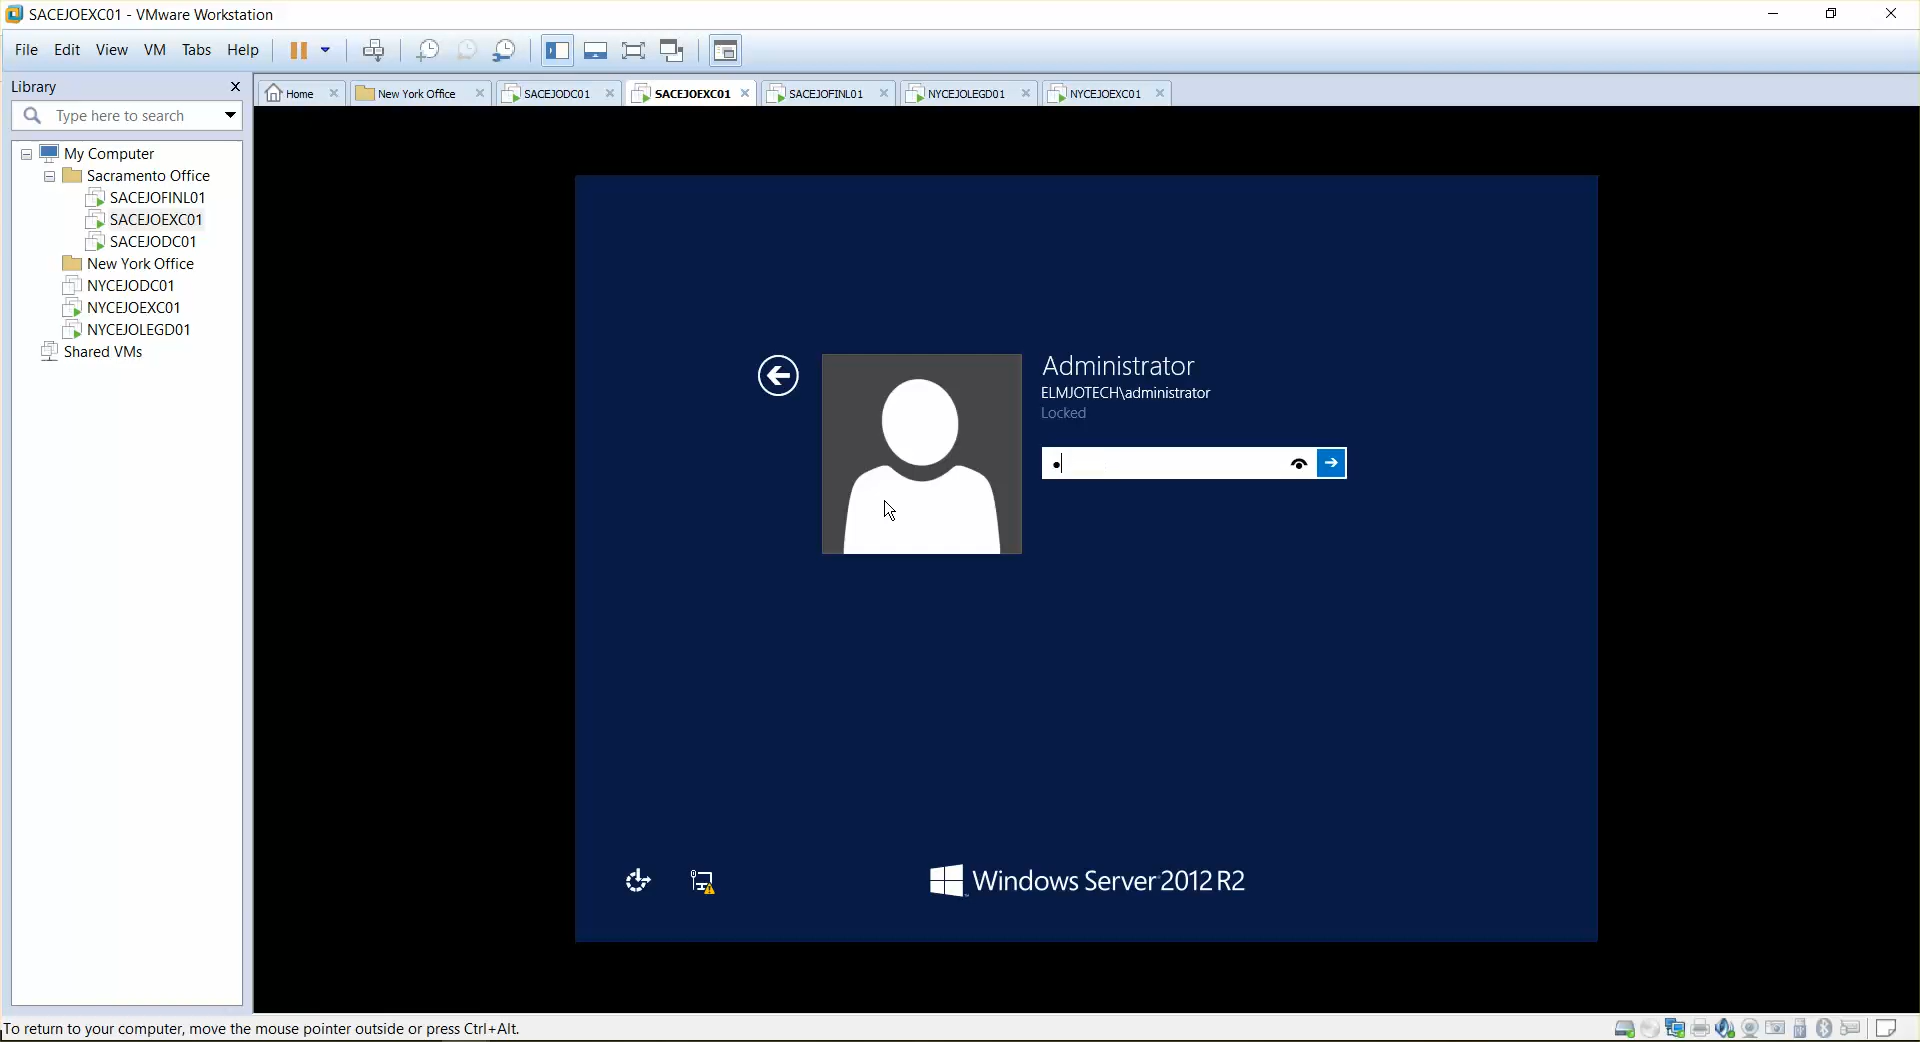 SACEJOEXC01 - VMware Workstation
File Edit View VM Tabs Help
Library
Type here to search
Home
New York Office
SACEJODC01
SACEJOEXC01
SACEJOFINL01
NYCEJOLEGD01
NYCEJOEXC01
My Computer
Sacramento Office
SACEJOFINL01
SACEJOEXC01
SACEJODC01
New York Office
NYCEJODC01
NYCEJOEXC01
NYCEJOLEGD01
Shared VMs
Administrator
ELMJOTECH\administrator
Locked
Windows Server 2012 R2
To return to your computer, move the mouse pointer outside or press Ctrl+Alt.